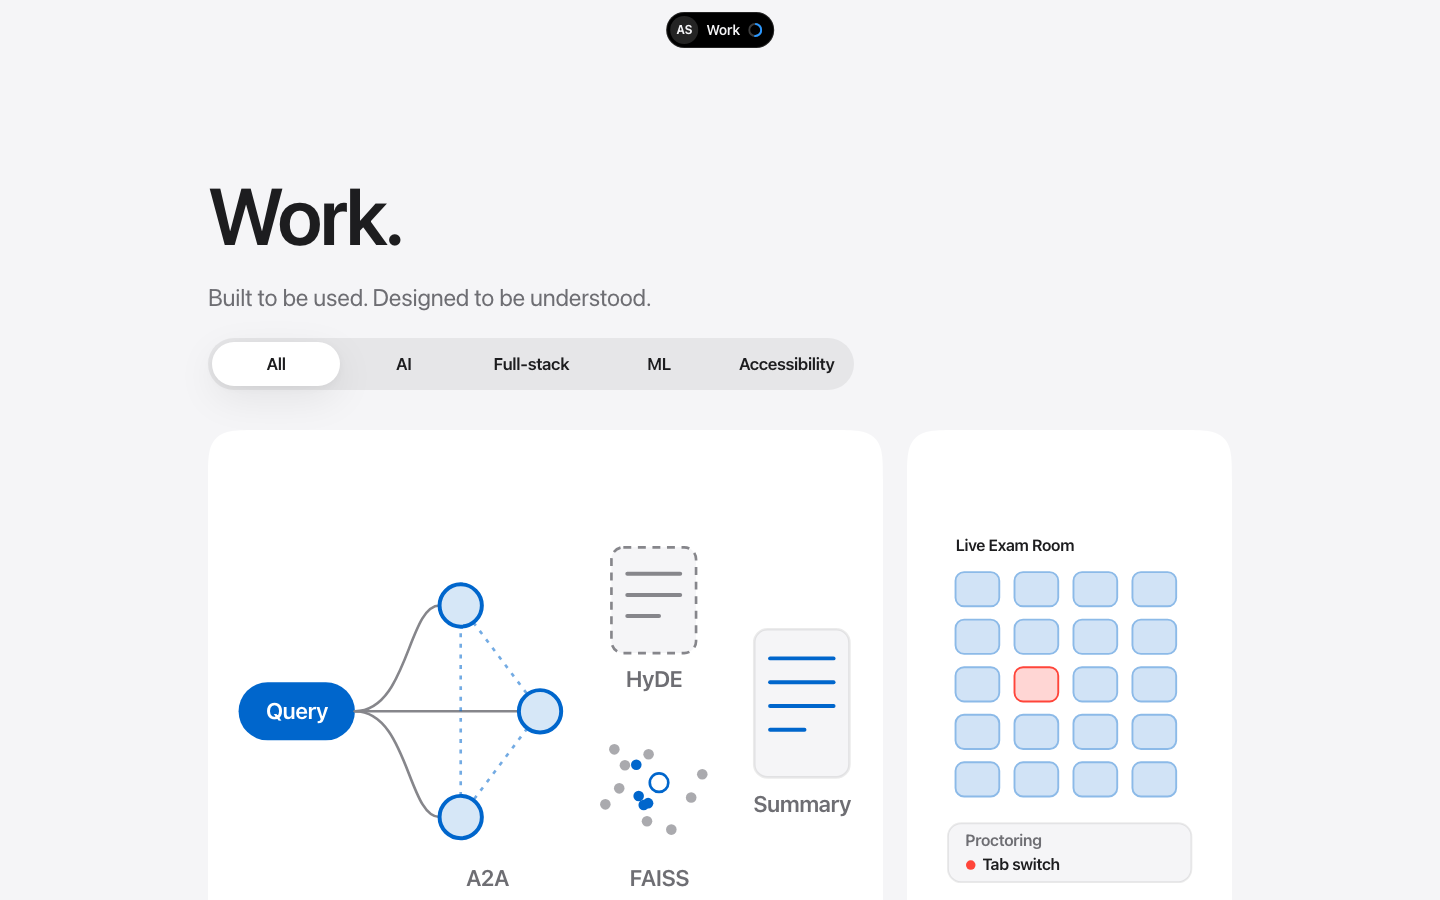 AS Work
Work.
Built to be used. Designed to be understood.
All AI Full-stack ML Accessibility
Query
HyDE
Summary
A2A
FAISS
Live Exam Room
Proctoring
Tab switch